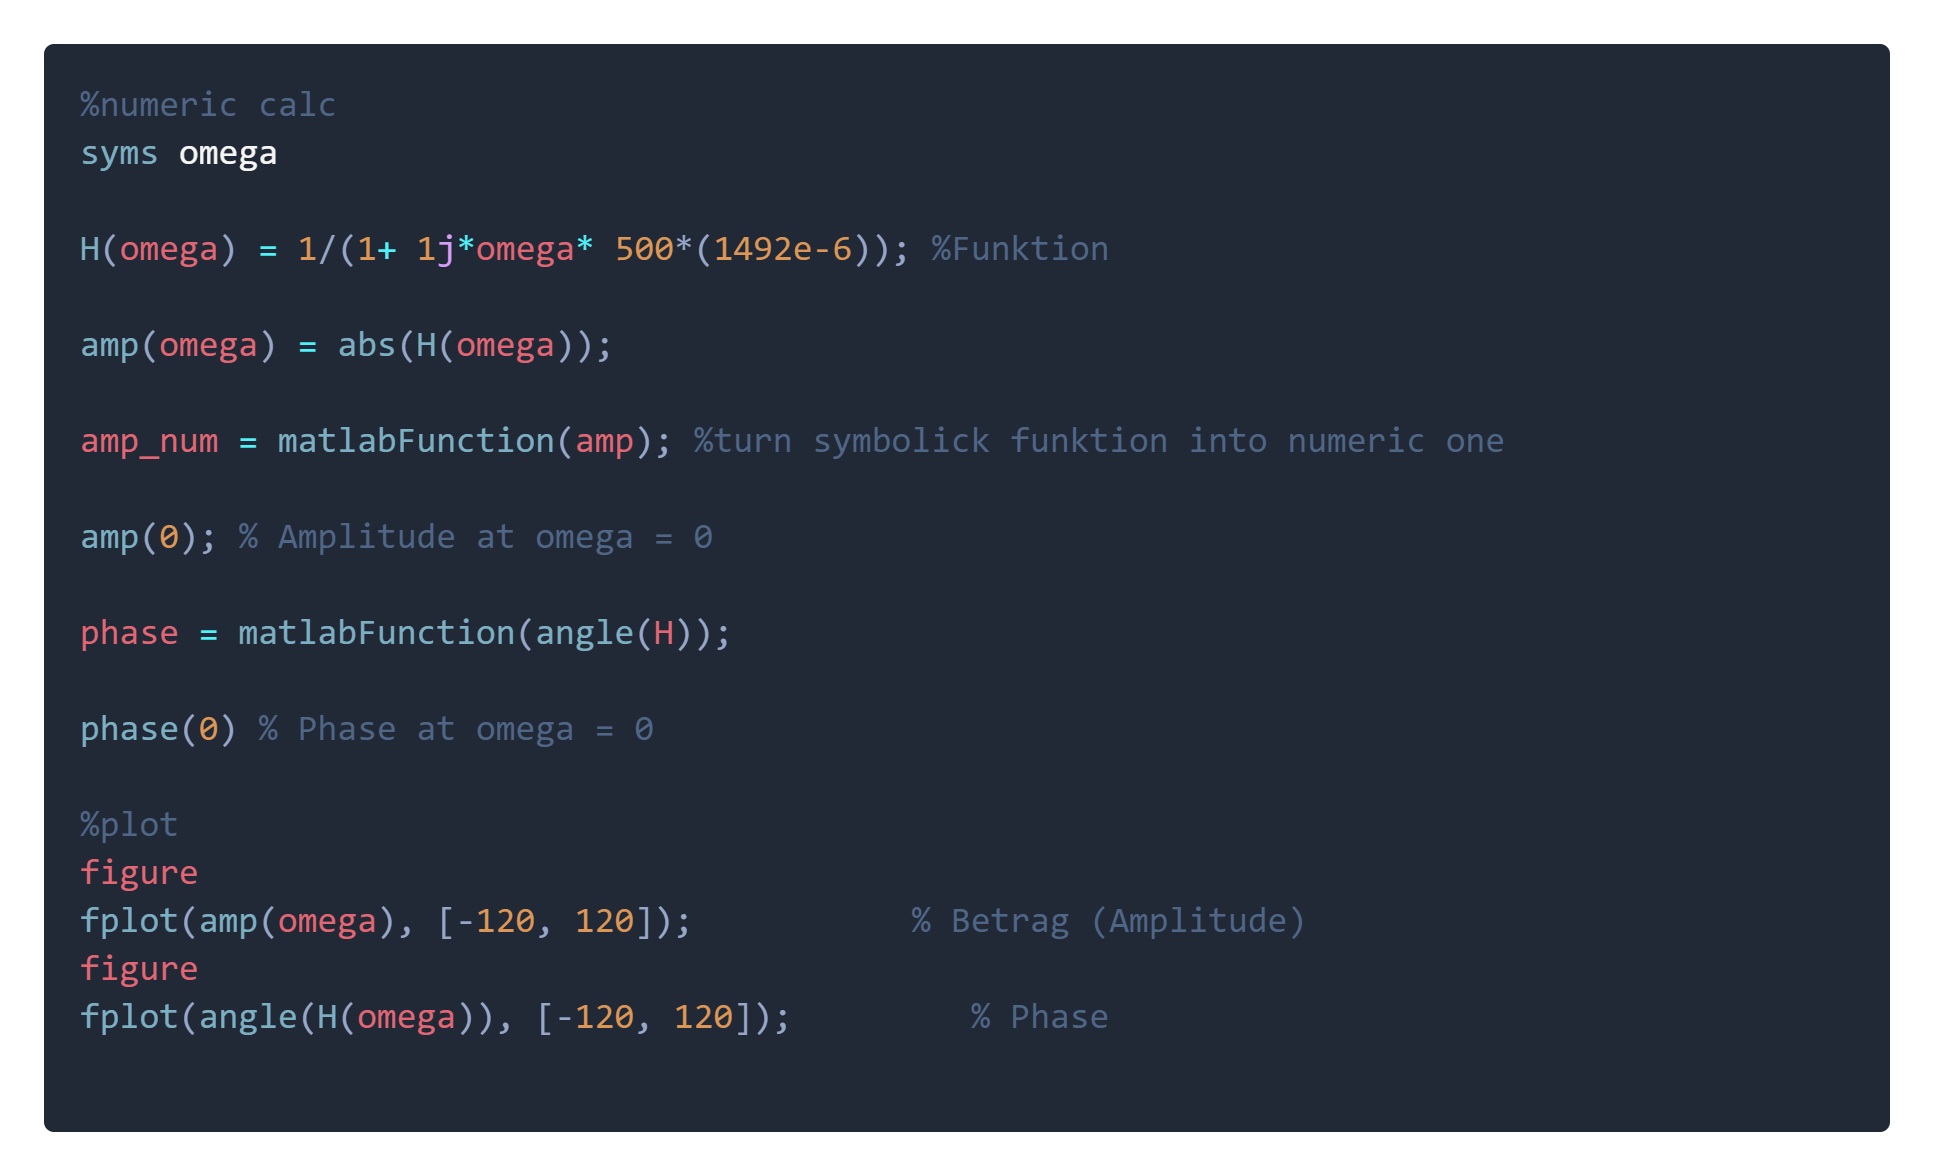 %numeric calc
syms omega
H(omega) = 1/(1+ 1j*omega* 500*(1492e-6)); %Funktion
amp(omega) = abs(H(omega));
amp_num = matlabFunction(amp); %turn symbolick funktion into numeric one
amp(0); % Amplitude at omega = 0
phase = matlabFunction(angle(H));
phase(0) % Phase at omega = 0
%plot
figure
fplot(amp(omega), [-120, 120]);           % Betrag (Amplitude)
figure
fplot(angle(H(omega)), [-120, 120]);         % Phase